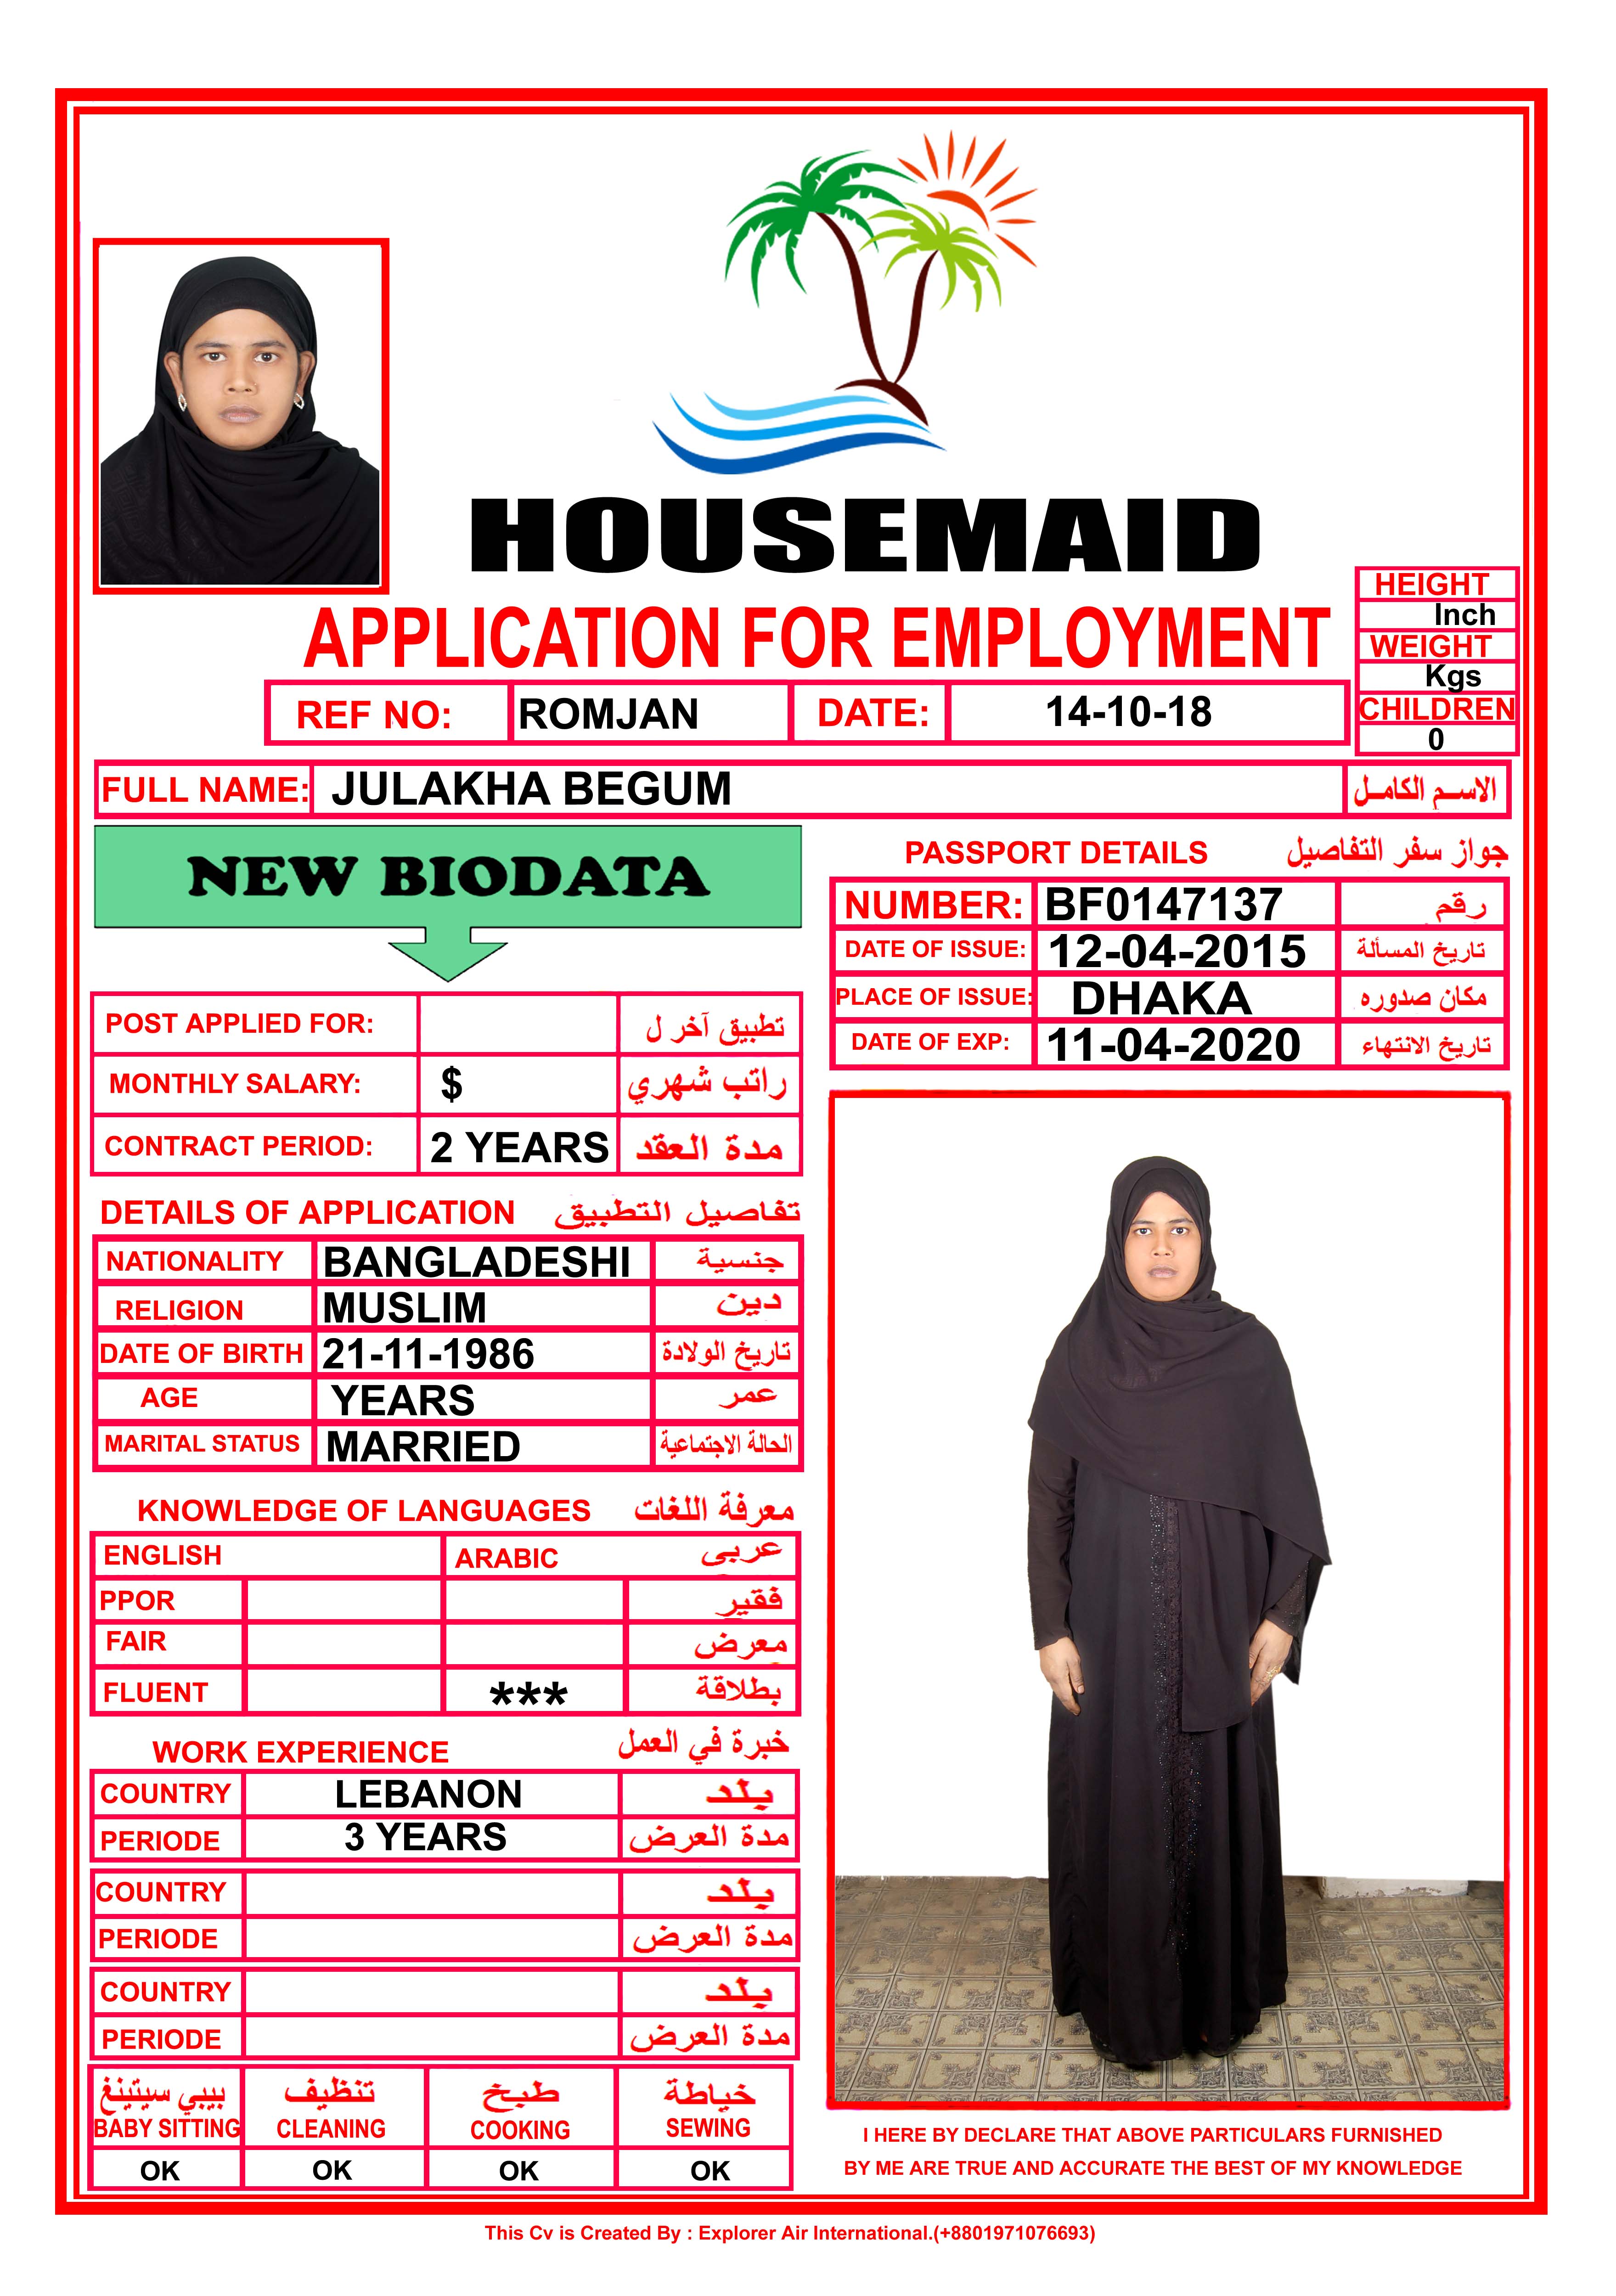 HOUSEMAID
APPLICATION FOR EMPLOYMENT
HEIGHT
Inch
WEIGHT
Kgs
CHILDREN
0
REF NO: ROMJAN DATE: 14-10-18
FULL NAME: JULAKHA BEGUM الاسم الكامل
NEW BIODATA
POST APPLIED FOR: تطبيق آخر ل
MONTHLY SALARY: $ راتب شهري
CONTRACT PERIOD: 2 YEARS مدة العقد
DETAILS OF APPLICATION تفاصيل التطبيق
NATIONALITY BANGLADESHI جنسية
RELIGION MUSLIM دين
DATE OF BIRTH 21-11-1986 تاريخ الولادة
AGE YEARS عمر
MARITAL STATUS MARRIED الحالة الاجتماعية
KNOWLEDGE OF LANGUAGES معرفة اللغات
ENGLISH ARABIC عربى
PPOR فقير
FAIR معرض
FLUENT *** بطلاقة
WORK EXPERIENCE خبرة في العمل
COUNTRY LEBANON بلد
PERIODE 3 YEARS مدة العرض
COUNTRY بلد
PERIODE مدة العرض
COUNTRY بلد
PERIODE مدة العرض
بيبي سيتينغ تنظيف طبخ خياطة
BABY SITTING CLEANING COOKING SEWING
OK OK OK OK
PASSPORT DETAILS جواز سفر التفاصيل
NUMBER: BF0147137 رقم
DATE OF ISSUE: 12-04-2015 تاريخ المسألة
PLACE OF ISSUE: DHAKA مكان صدوره
DATE OF EXP: 11-04-2020 تاريخ الانتهاء
I HERE BY DECLARE THAT ABOVE PARTICULARS FURNISHED
BY ME ARE TRUE AND ACCURATE THE BEST OF MY KNOWLEDGE
This Cv is Created By : Explorer Air International.(+8801971076693)